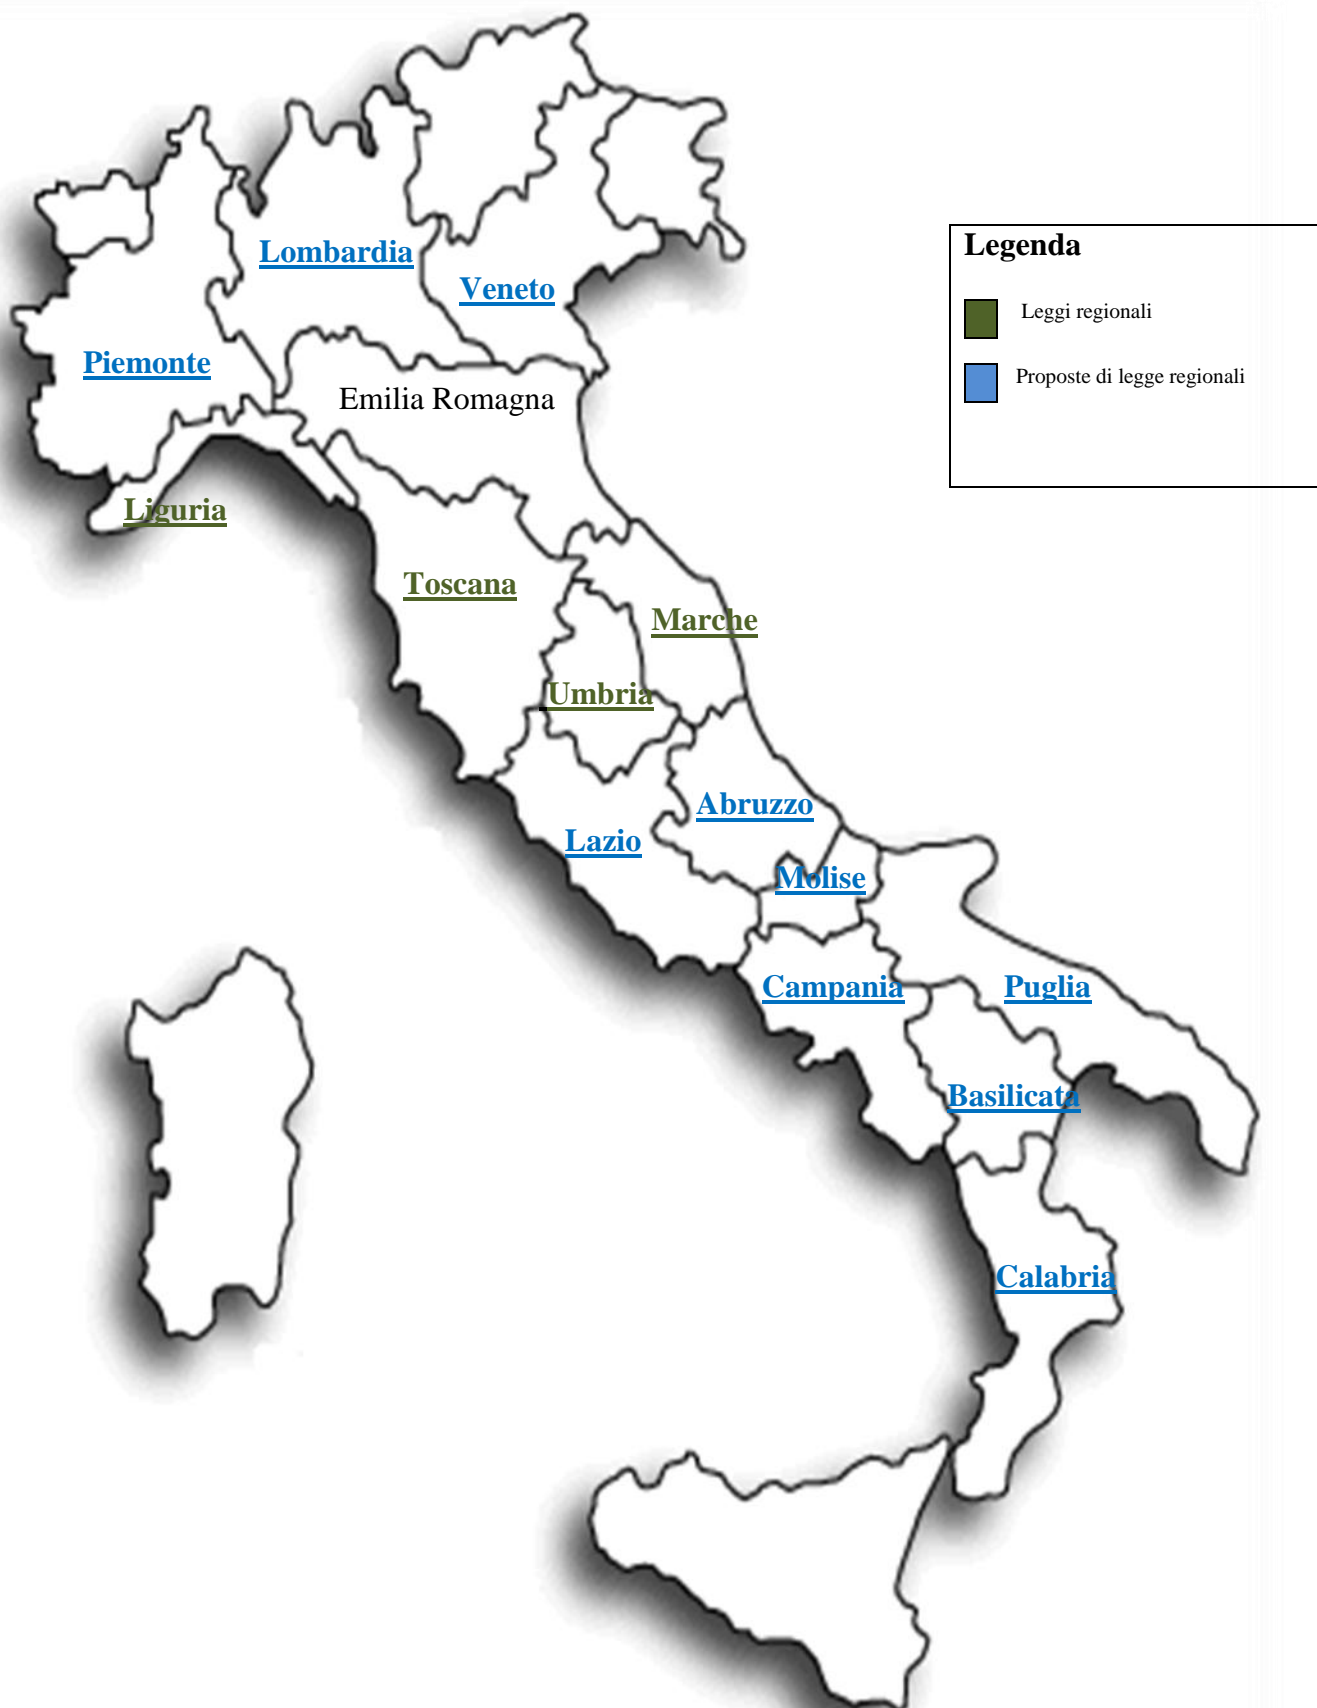 Legenda
Leggi regionali
Proposte di legge regionali
Lombardia
Veneto
Piemonte
Emilia Romagna
Liguria
Toscana
Marche
Umbria
Abruzzo
Lazio
Molise
Campania
Puglia
Basilicata
Calabria